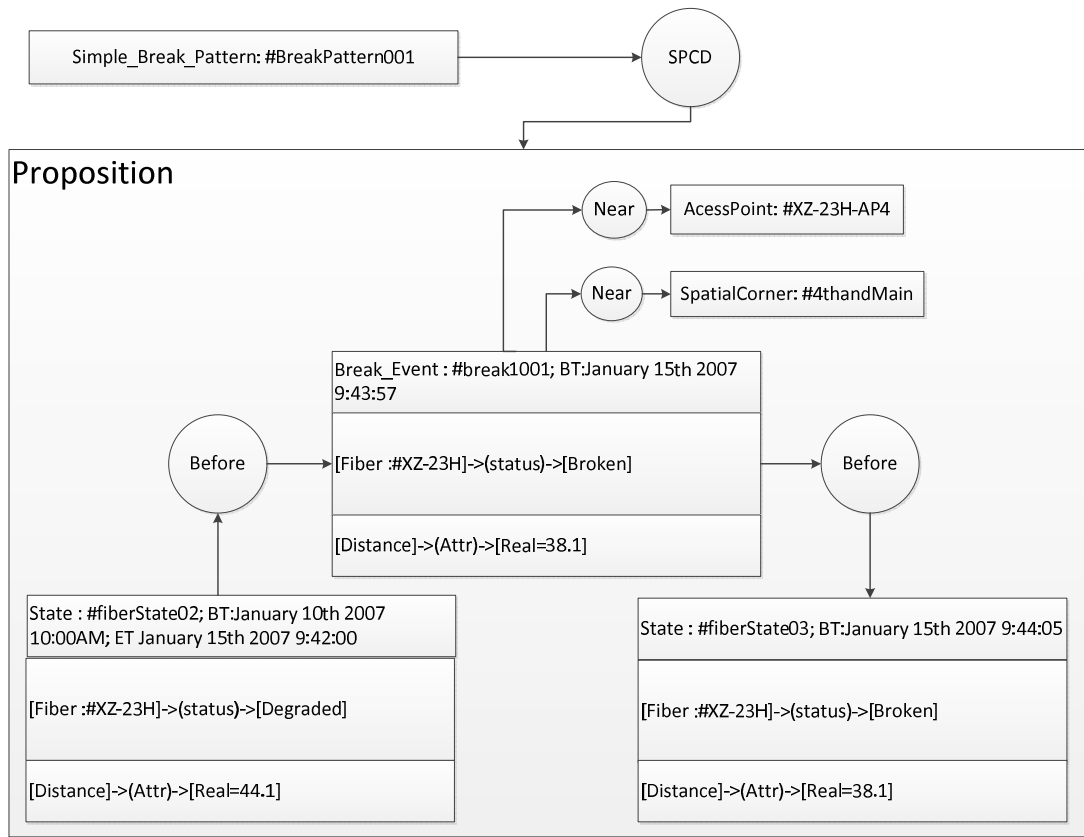 Simple_Break_Pattern: #BreakPattern001
SPCD
Proposition
Near
AcessPoint: #XZ-23H-AP4
Near
SpatialCorner: #4thandMain
Break_Event : #break1001; BT:January 15th 2007
9:43:57
Before
[Fiber :#XZ-23H]->(status)->[Broken]
Before
[Distance]->(Attr)->[Real=38.1]
State : #fiberState02; BT:January 10th 2007
10:00AM; ET January 15th 2007 9:42:00
[Fiber :#XZ-23H]->(status)->[Degraded]
[Distance]->(Attr)->[Real=44.1]
State : #fiberState03; BT:January 15th 2007 9:44:05
[Fiber :#XZ-23H]->(status)->[Broken]
[Distance]->(Attr)->[Real=38.1]